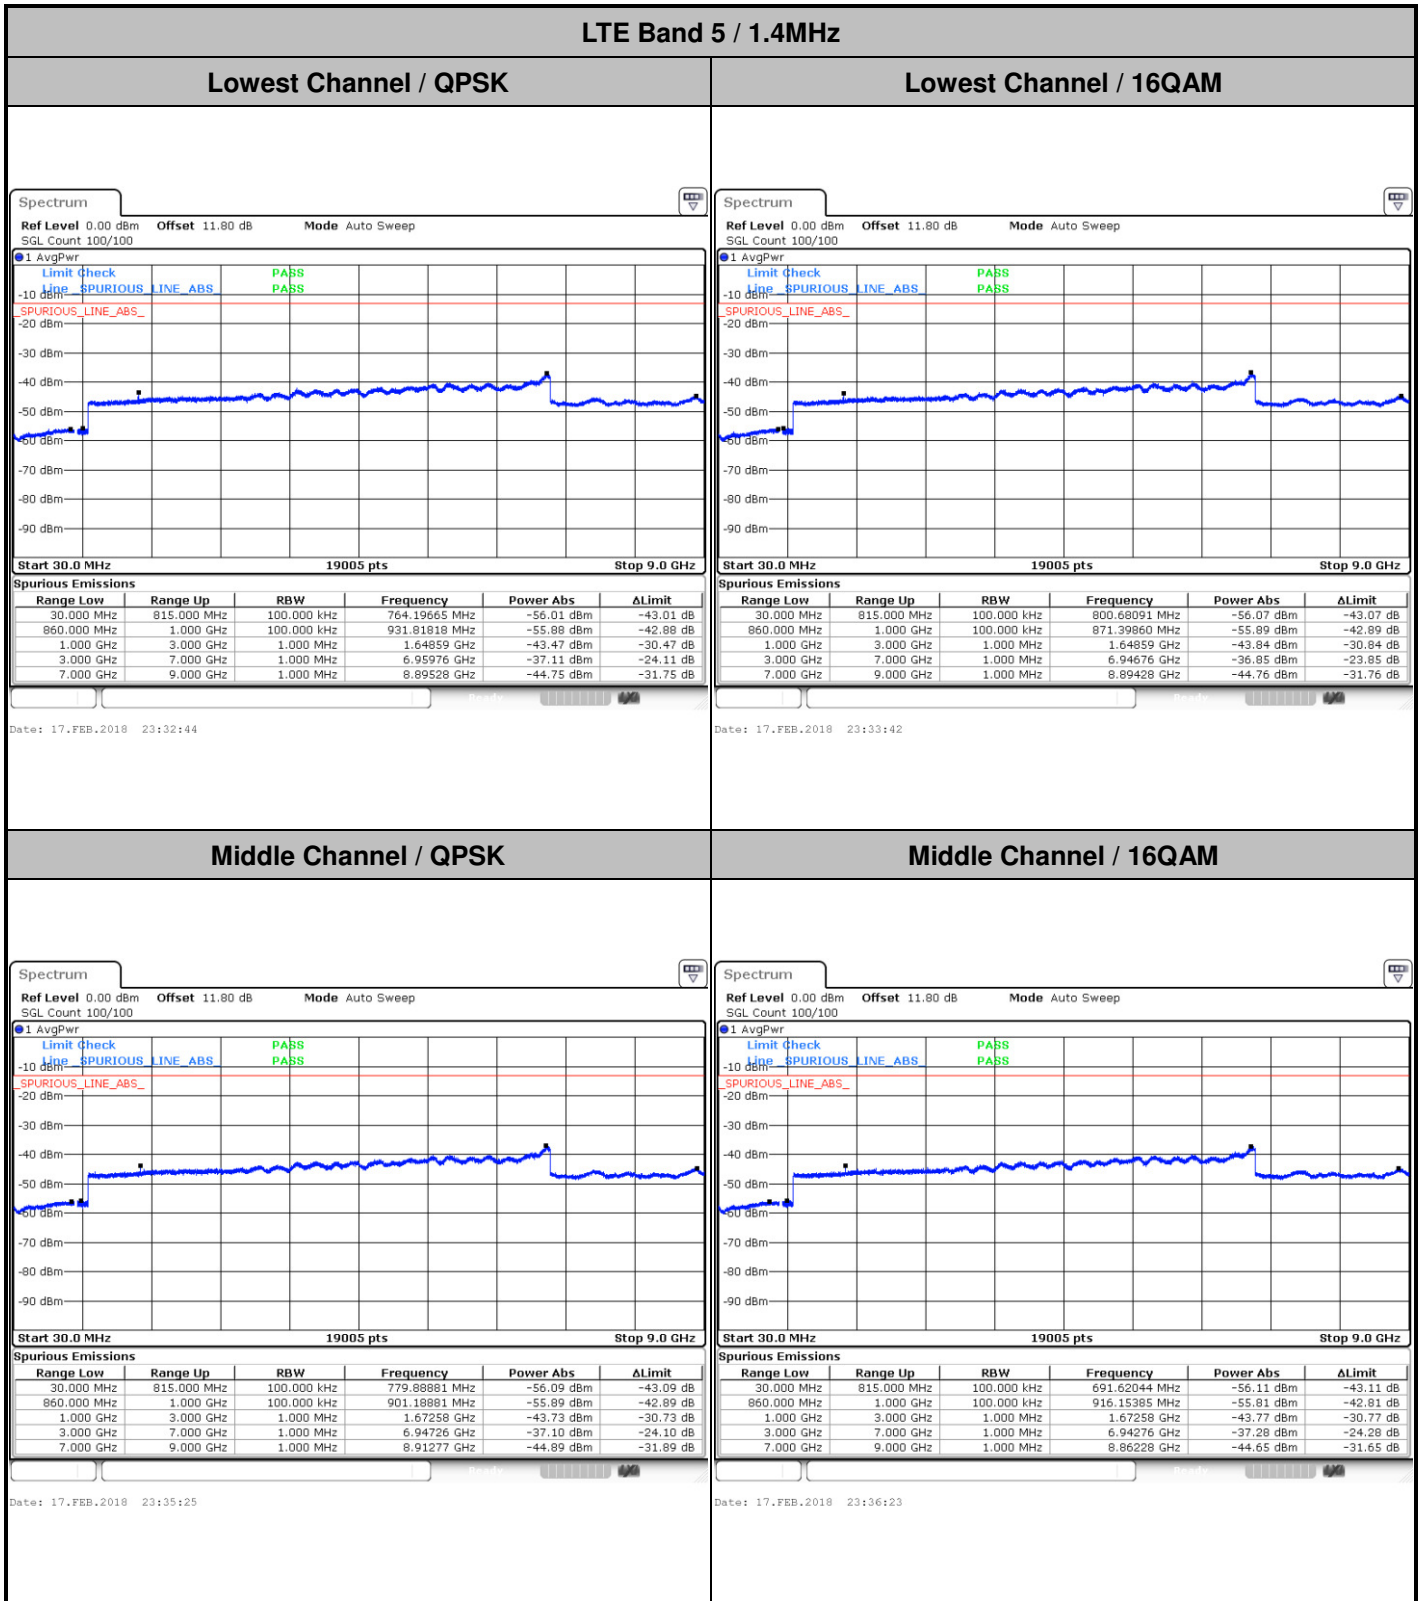 LTE Band 5 / 1.4MHz
Lowest Channel / QPSK
Lowest Channel / 16QAM
Spectrum
Ref Level 0.00 dBm Offset 11.80 dB Mode Auto Sweep
SGL Count 100/100
1 AvgPwr
Limit Check PASS
Line _SPURIOUS_LINE_ABS_ PASS
-10 dBm
_SPURIOUS_LINE_ABS_
-20 dBm
-30 dBm
-40 dBm
-50 dBm
-60 dBm
-70 dBm
-80 dBm
-90 dBm
Start 30.0 MHz 19005 pts Stop 9.0 GHz
Spurious Emissions
Range Low Range Up RBW Frequency Power Abs ΔLimit
30.000 MHz 815.000 MHz 100.000 kHz 764.19665 MHz -56.01 dBm -43.01 dB
860.000 MHz 1.000 GHz 100.000 kHz 931.81818 MHz -55.88 dBm -42.88 dB
1.000 GHz 3.000 GHz 1.000 MHz 1.64859 GHz -43.47 dBm -30.47 dB
3.000 GHz 7.000 GHz 1.000 MHz 6.95976 GHz -37.11 dBm -24.11 dB
7.000 GHz 9.000 GHz 1.000 MHz 8.89528 GHz -44.75 dBm -31.75 dB
Ready
Date: 17.FEB.2018 23:32:44
Spectrum
Ref Level 0.00 dBm Offset 11.80 dB Mode Auto Sweep
SGL Count 100/100
1 AvgPwr
Limit Check PASS
Line _SPURIOUS_LINE_ABS_ PASS
-10 dBm
_SPURIOUS_LINE_ABS_
-20 dBm
-30 dBm
-40 dBm
-50 dBm
-60 dBm
-70 dBm
-80 dBm
-90 dBm
Start 30.0 MHz 19005 pts Stop 9.0 GHz
Spurious Emissions
Range Low Range Up RBW Frequency Power Abs ΔLimit
30.000 MHz 815.000 MHz 100.000 kHz 800.68091 MHz -56.07 dBm -43.07 dB
860.000 MHz 1.000 GHz 100.000 kHz 871.39860 MHz -55.89 dBm -42.89 dB
1.000 GHz 3.000 GHz 1.000 MHz 1.64859 GHz -43.84 dBm -30.84 dB
3.000 GHz 7.000 GHz 1.000 MHz 6.94676 GHz -36.85 dBm -23.85 dB
7.000 GHz 9.000 GHz 1.000 MHz 8.89428 GHz -44.76 dBm -31.76 dB
Ready
Date: 17.FEB.2018 23:33:42
Middle Channel / QPSK
Middle Channel / 16QAM
Spectrum
Ref Level 0.00 dBm Offset 11.80 dB Mode Auto Sweep
SGL Count 100/100
1 AvgPwr
Limit Check PASS
Line _SPURIOUS_LINE_ABS_ PASS
-10 dBm
_SPURIOUS_LINE_ABS_
-20 dBm
-30 dBm
-40 dBm
-50 dBm
-60 dBm
-70 dBm
-80 dBm
-90 dBm
Start 30.0 MHz 19005 pts Stop 9.0 GHz
Spurious Emissions
Range Low Range Up RBW Frequency Power Abs ΔLimit
30.000 MHz 815.000 MHz 100.000 kHz 779.88881 MHz -56.09 dBm -43.09 dB
860.000 MHz 1.000 GHz 100.000 kHz 901.18881 MHz -55.89 dBm -42.89 dB
1.000 GHz 3.000 GHz 1.000 MHz 1.67258 GHz -43.73 dBm -30.73 dB
3.000 GHz 7.000 GHz 1.000 MHz 6.94726 GHz -37.10 dBm -24.10 dB
7.000 GHz 9.000 GHz 1.000 MHz 8.91277 GHz -44.89 dBm -31.89 dB
Ready
Date: 17.FEB.2018 23:35:25
Spectrum
Ref Level 0.00 dBm Offset 11.80 dB Mode Auto Sweep
SGL Count 100/100
1 AvgPwr
Limit Check PASS
Line _SPURIOUS_LINE_ABS_ PASS
-10 dBm
_SPURIOUS_LINE_ABS_
-20 dBm
-30 dBm
-40 dBm
-50 dBm
-60 dBm
-70 dBm
-80 dBm
-90 dBm
Start 30.0 MHz 19005 pts Stop 9.0 GHz
Spurious Emissions
Range Low Range Up RBW Frequency Power Abs ΔLimit
30.000 MHz 815.000 MHz 100.000 kHz 691.62044 MHz -56.11 dBm -43.11 dB
860.000 MHz 1.000 GHz 100.000 kHz 916.15385 MHz -55.81 dBm -42.81 dB
1.000 GHz 3.000 GHz 1.000 MHz 1.67258 GHz -43.77 dBm -30.77 dB
3.000 GHz 7.000 GHz 1.000 MHz 6.94276 GHz -37.28 dBm -24.28 dB
7.000 GHz 9.000 GHz 1.000 MHz 8.86228 GHz -44.65 dBm -31.65 dB
Ready
Date: 17.FEB.2018 23:36:23